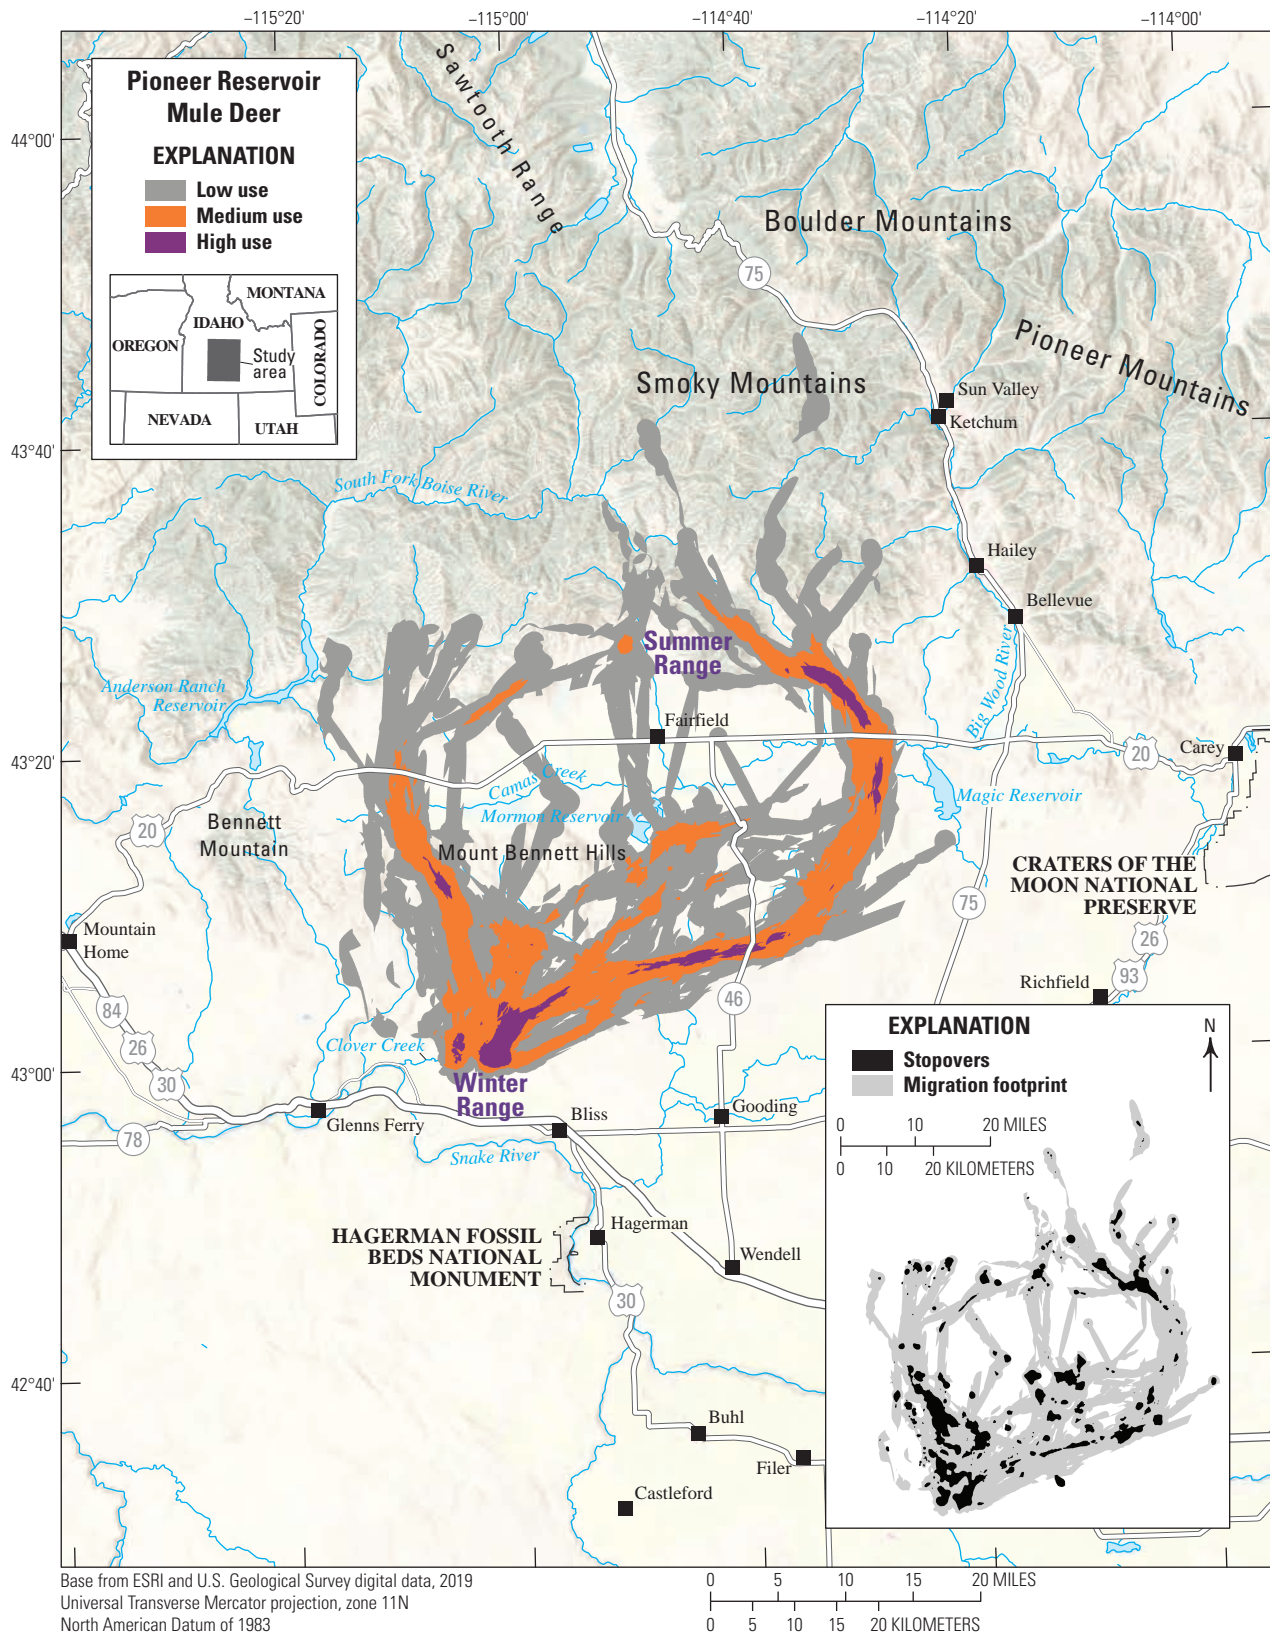 −115°20'
−115°00'
−114°40'
−114°20'
−114°00'
44°00'
43°40'
43°20'
43°00'
42°40'
Pioneer Reservoir
Mule Deer
EXPLANATION
Low use
Medium use
High use
MONTANA
IDAHO
OREGON
Study
area
COLORADO
NEVADA
UTAH
Sawtooth Range
Boulder Mountains
75
Pioneer Mountains
Smoky Mountains
Sun Valley
Ketchum
South Fork Boise River
Hailey
Bellevue
Summer
Range
Big Wood River
Anderson Ranch
Reservoir
Fairfield
Carey
20
Camas Creek
Magic Reservoir
Mormon Reservoir
20
Bennett
Mountain
Mount Bennett Hills
CRATERS OF THE
MOON NATIONAL
PRESERVE
75
Mountain
Home
26
93
Richfield
46
84
26
30
Clover Creek
Winter
Range
Glenns Ferry
Bliss
Gooding
78
Snake River
HAGERMAN FOSSIL
BEDS NATIONAL
MONUMENT
Hagerman
Wendell
30
Buhl
Filer
Castleford
EXPLANATION
N
Stopovers
Migration footprint
0 10 20 MILES
0 10 20 KILOMETERS
Base from ESRI and U.S. Geological Survey digital data, 2019
Universal Transverse Mercator projection, zone 11N
North American Datum of 1983
0 5 10 15 20 MILES
0 5 10 15 20 KILOMETERS